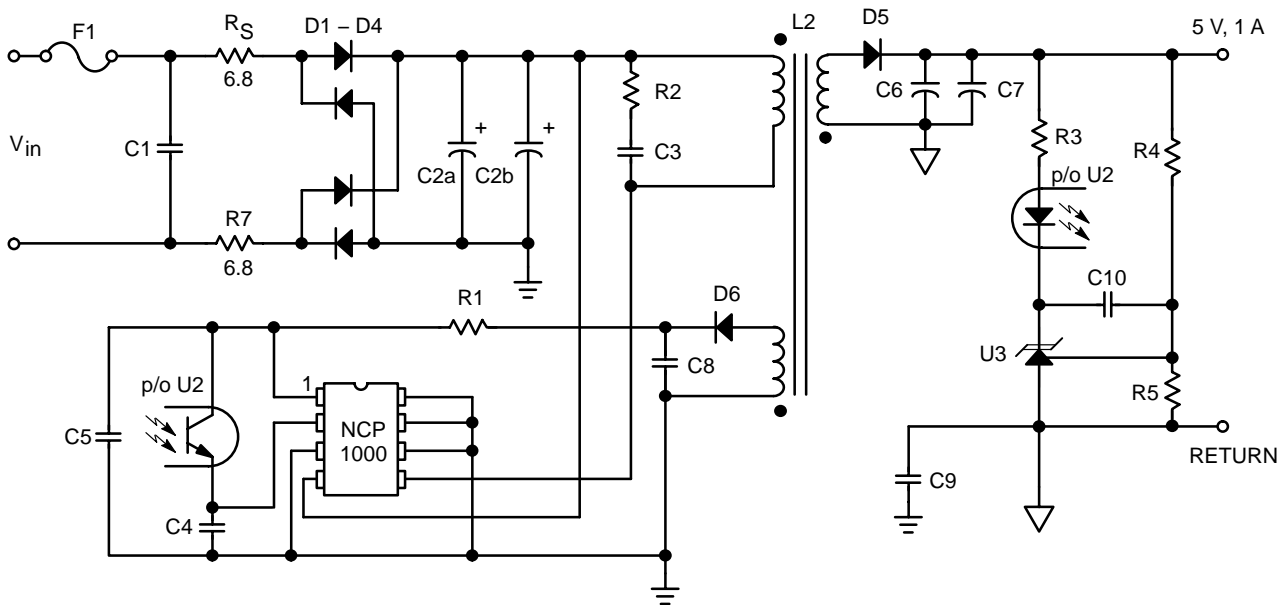 F1
R_S
6.8
D1 – D4
L2
D5
5 V, 1 A
V_in
C1
C2a
+
C2b
+
R2
C3
C6
C7
R3
R4
p/o U2
R7
6.8
C10
U3
R5
RETURN
C9
R1
D6
C8
p/o U2
C5
C4
1
NCP
1000